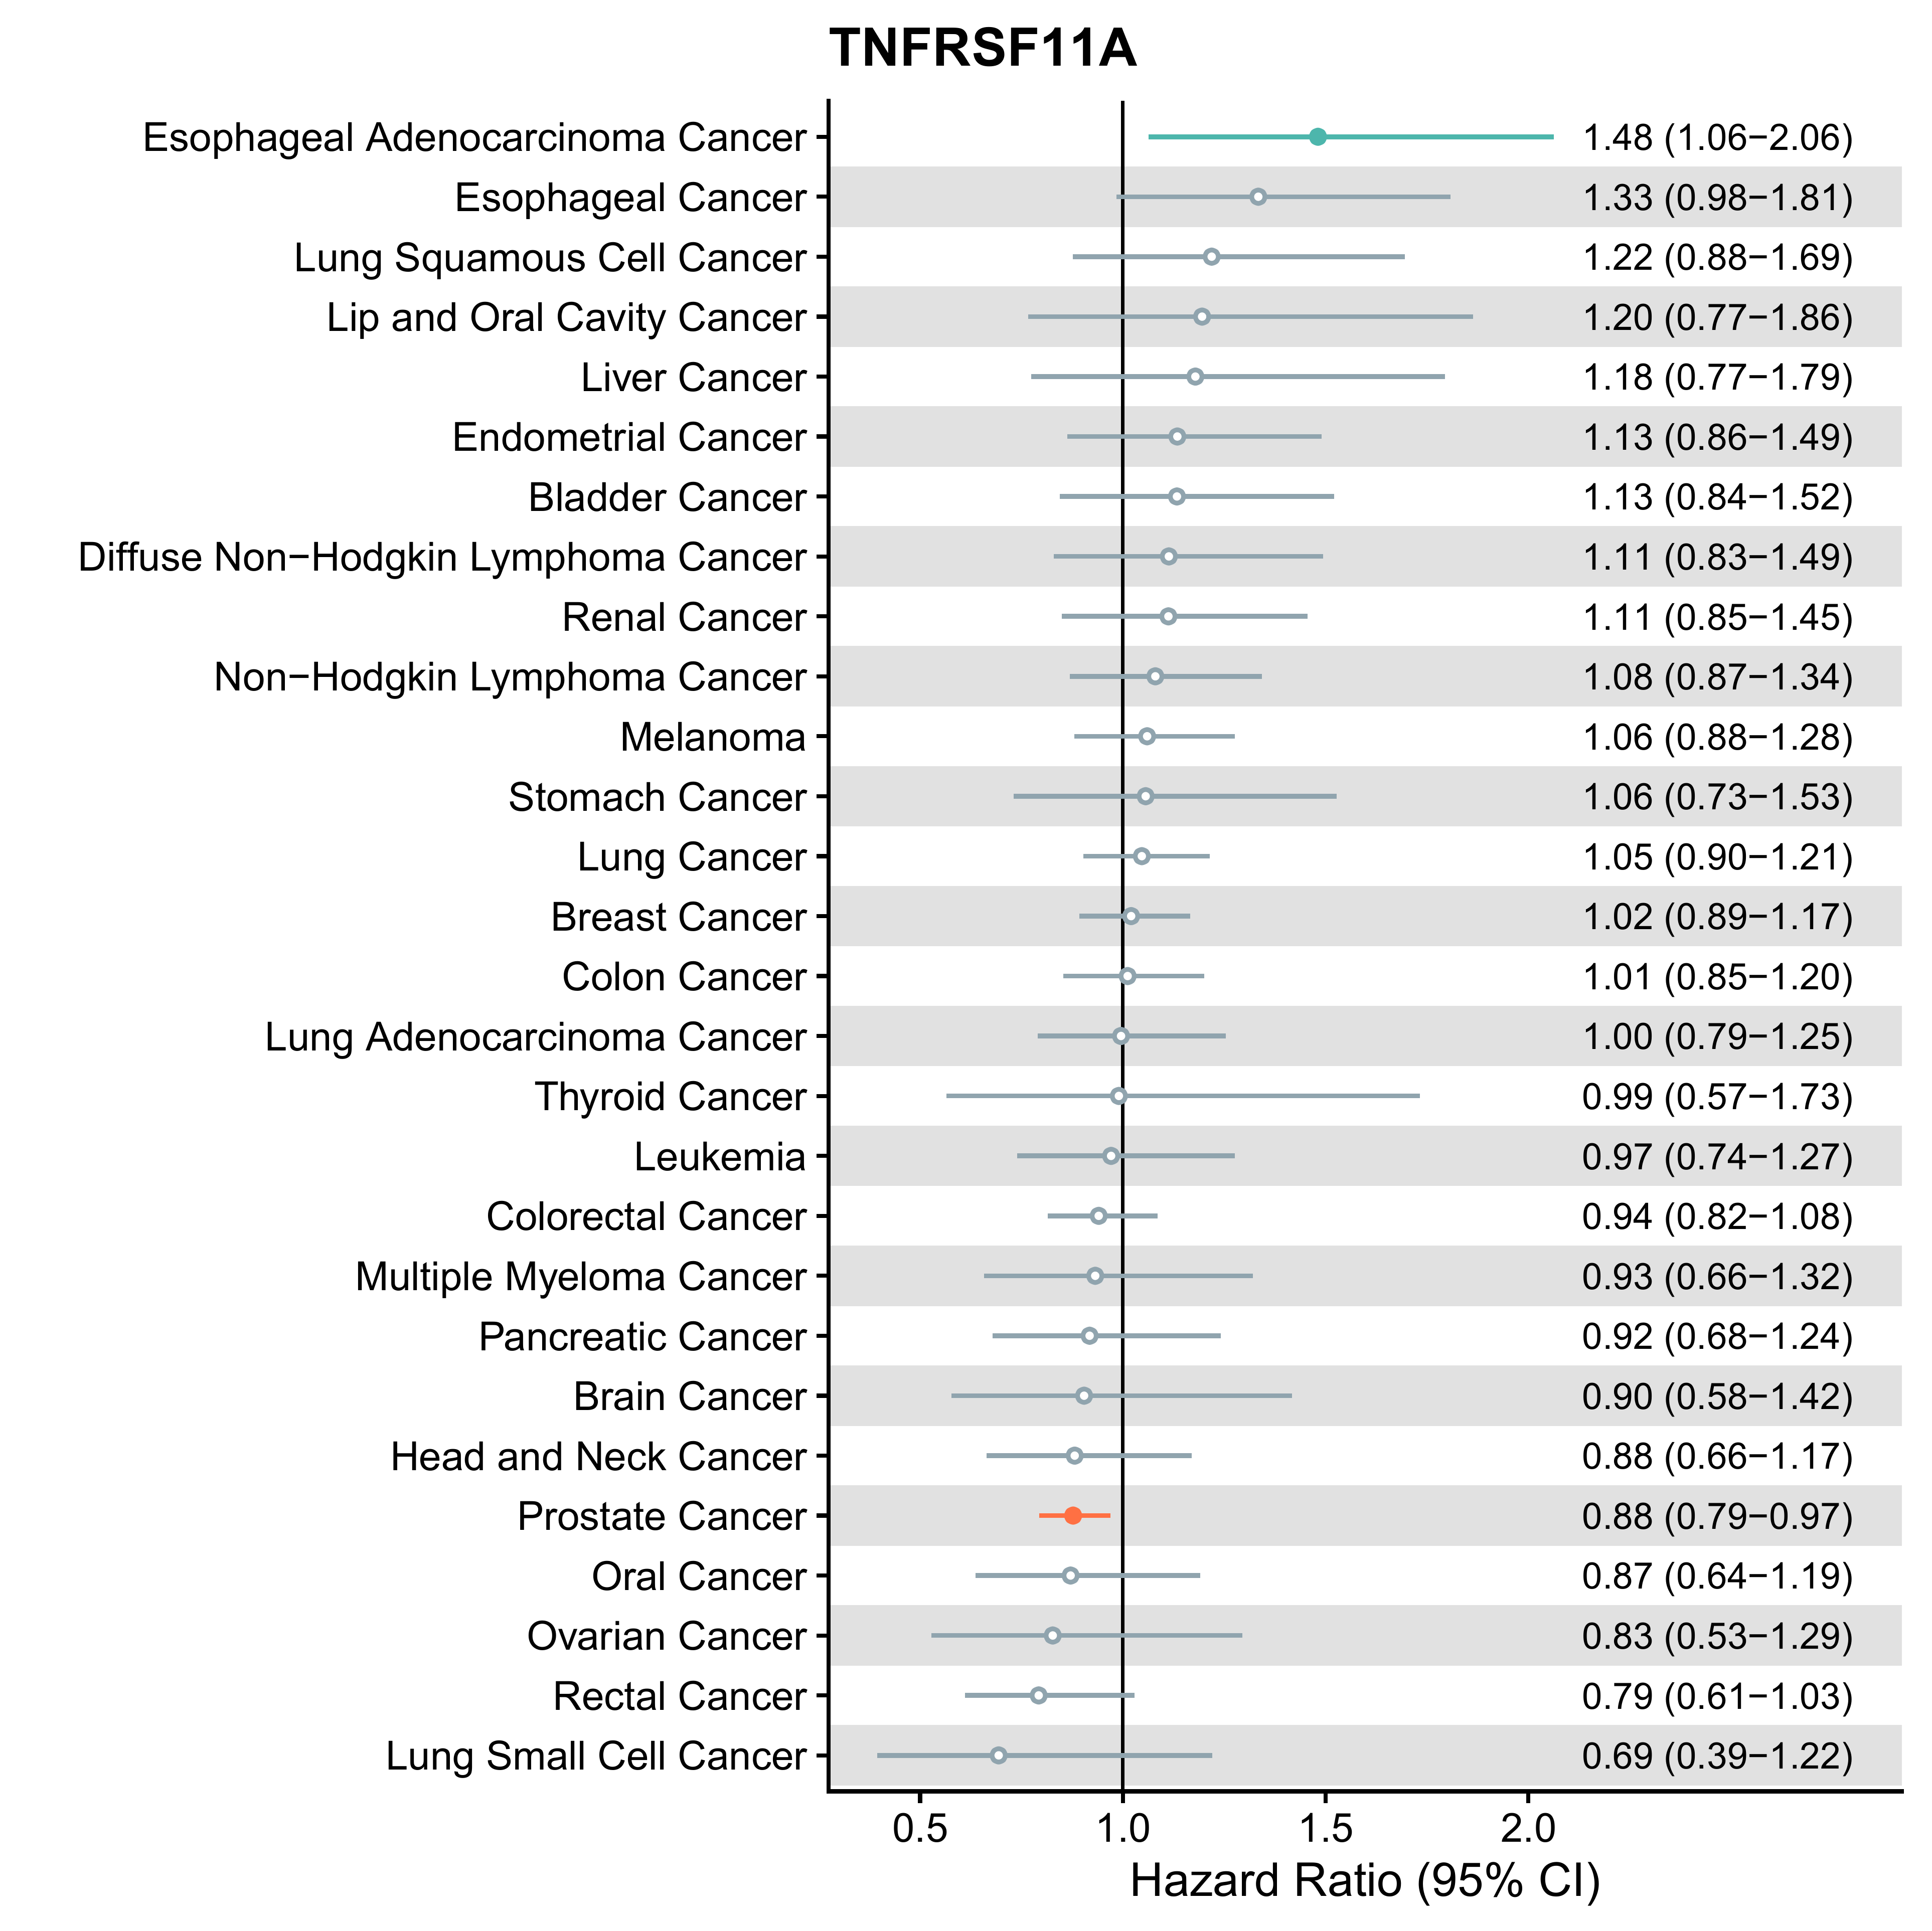 TNFRSF11A
Esophageal Adenocarcinoma Cancer 1.48 (1.06−2.06)
Esophageal Cancer 1.33 (0.98−1.81)
Lung Squamous Cell Cancer 1.22 (0.88−1.69)
Lip and Oral Cavity Cancer 1.20 (0.77−1.86)
Liver Cancer 1.18 (0.77−1.79)
Endometrial Cancer 1.13 (0.86−1.49)
Bladder Cancer 1.13 (0.84−1.52)
Diffuse Non−Hodgkin Lymphoma Cancer 1.11 (0.83−1.49)
Renal Cancer 1.11 (0.85−1.45)
Non−Hodgkin Lymphoma Cancer 1.08 (0.87−1.34)
Melanoma 1.06 (0.88−1.28)
Stomach Cancer 1.06 (0.73−1.53)
Lung Cancer 1.05 (0.90−1.21)
Breast Cancer 1.02 (0.89−1.17)
Colon Cancer 1.01 (0.85−1.20)
Lung Adenocarcinoma Cancer 1.00 (0.79−1.25)
Thyroid Cancer 0.99 (0.57−1.73)
Leukemia 0.97 (0.74−1.27)
Colorectal Cancer 0.94 (0.82−1.08)
Multiple Myeloma Cancer 0.93 (0.66−1.32)
Pancreatic Cancer 0.92 (0.68−1.24)
Brain Cancer 0.90 (0.58−1.42)
Head and Neck Cancer 0.88 (0.66−1.17)
Prostate Cancer 0.88 (0.79−0.97)
Oral Cancer 0.87 (0.64−1.19)
Ovarian Cancer 0.83 (0.53−1.29)
Rectal Cancer 0.79 (0.61−1.03)
Lung Small Cell Cancer 0.69 (0.39−1.22)
0.5 1.0 1.5 2.0
Hazard Ratio (95% CI)